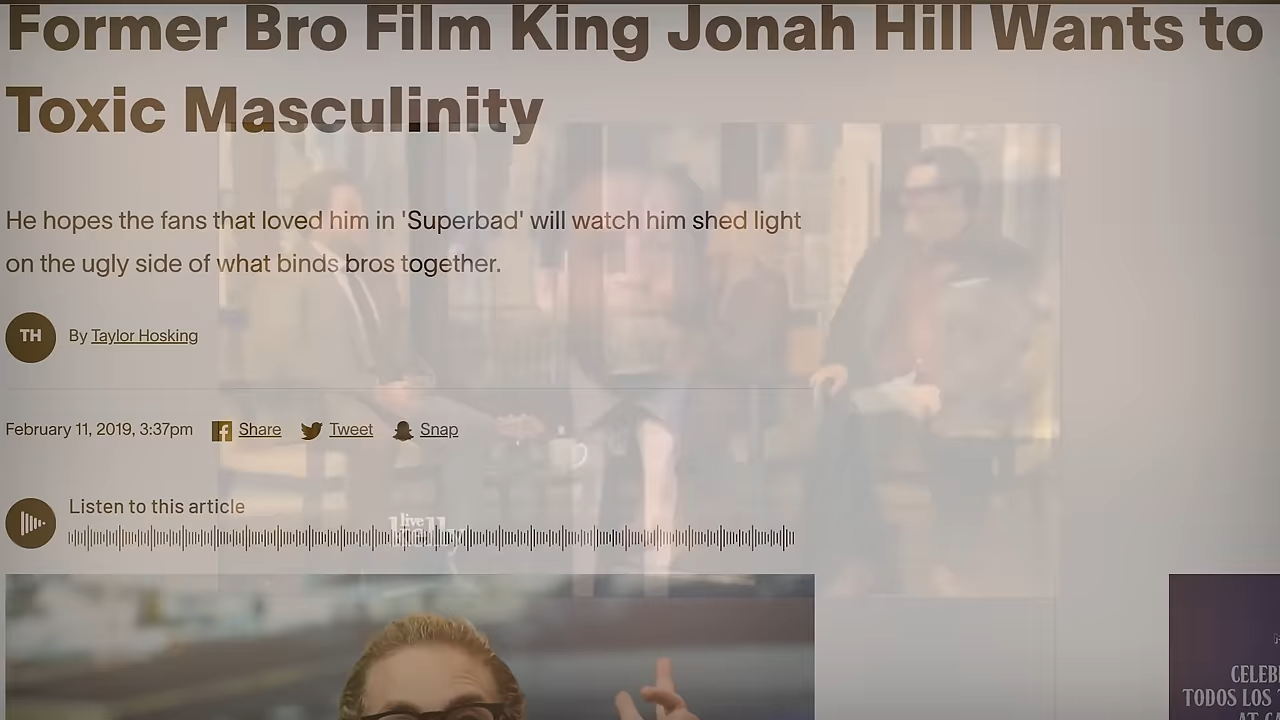 Former Bro Film King Jonah Hill Wants to
Toxic Masculinity
He hopes the fans that loved him in 'Superbad' will watch him shed light
on the ugly side of what binds bros together.
TH
By Taylor Hosking
February 11, 2019, 3:37pm
Share
Tweet
Snap
Listen to this article
live
kelly
CELEB
TODOS LOS